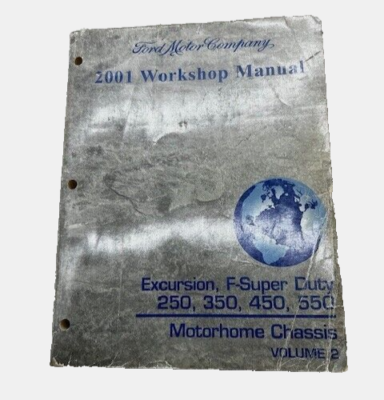 Ford Motor Company
2001 Workshop Manual
Excursion, F-Super Duty
250, 350, 450, 550
Motorhome Chassis
VOLUME 2